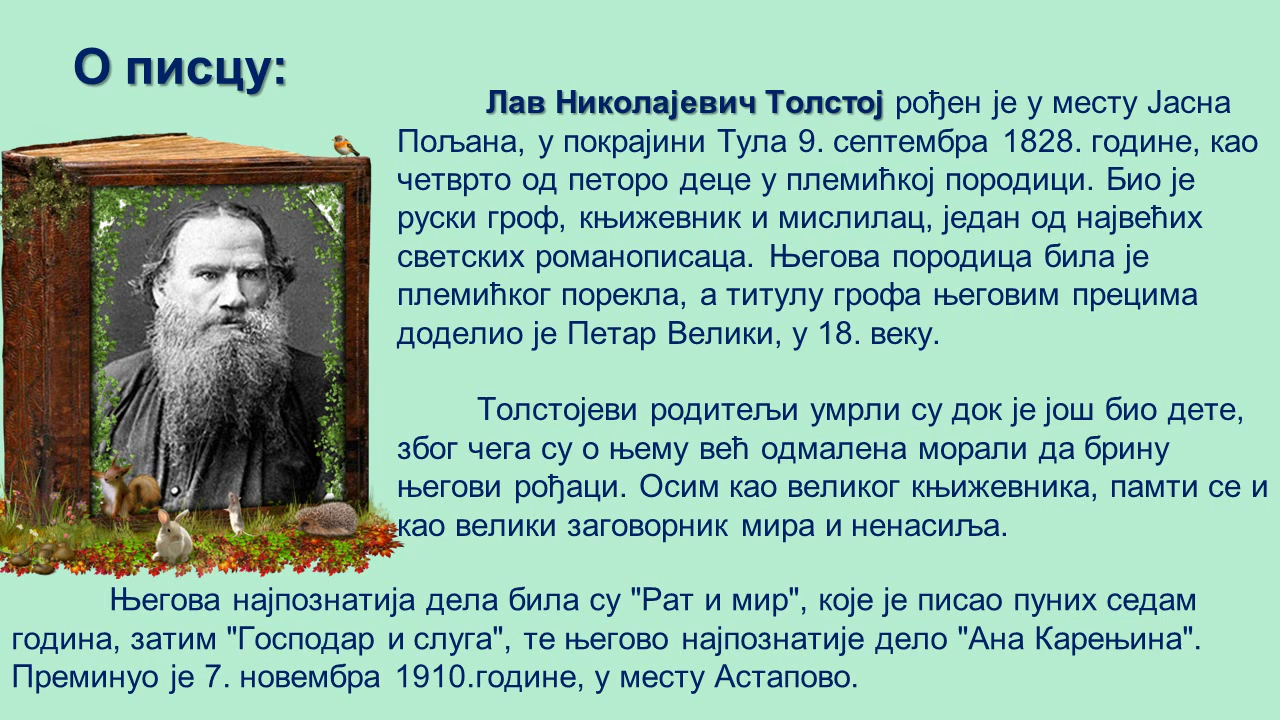 О писцу:
Лав Николајевич Толстој рођен је у месту Јасна
Пољана, у покрајини Тула 9. септембра 1828. године, као
четврто од петоро деце у племићкој породици. Био је
руски гроф, књижевник и мислилац, један од највећих
светских романописаца. Његова породица била је
племићког порекла, а титулу грофа његовим прецима
доделио је Петар Велики, у 18. веку.
Толстојеви родитељи умрли су док је још био дете,
због чега су о њему већ одмалена морали да брину
његови рођаци. Осим као великог књижевника, памти се и
као велики заговорник мира и ненасиља.
Његова најпознатија дела била су "Рат и мир", које је писао пуних седам
година, затим "Господар и слуга", те његово најпознатије дело "Ана Карењина".
Преминуо је 7. новембра 1910.године, у месту Астапово.